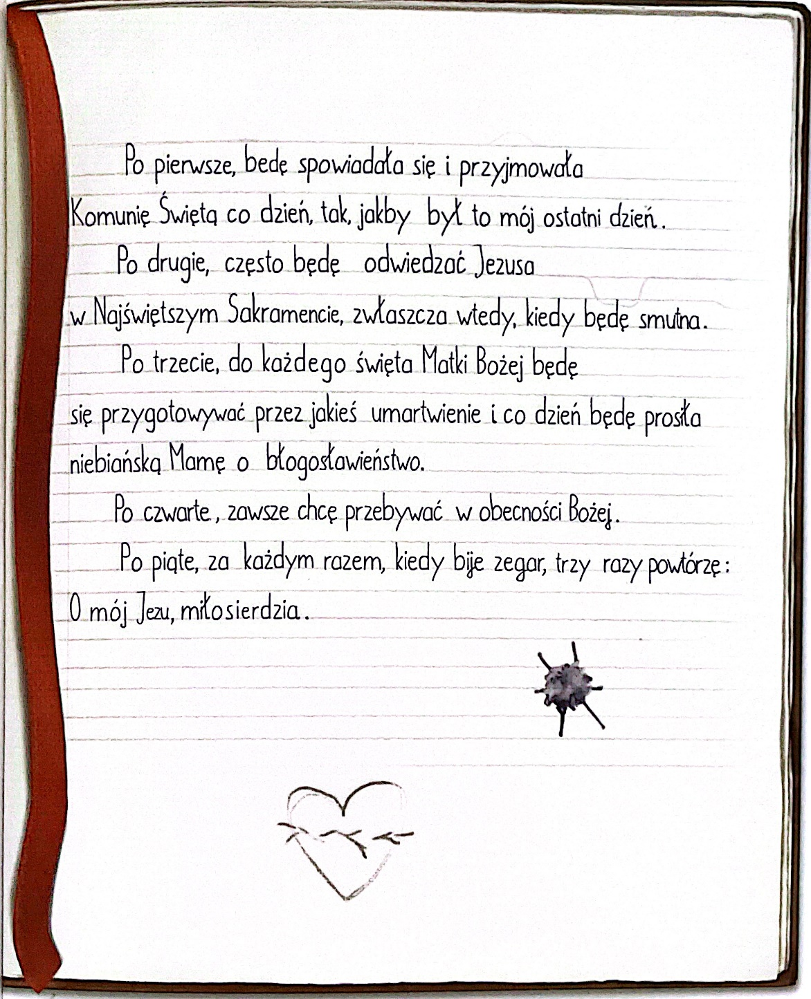 Po pierwsze, bedę spowiadała się i przyjmowała
Komunię Świętą co dzień, tak, jakby był to mój ostatni dzień.
Po drugie, często będę odwiedzać Jezusa
w Najświętszym Sakramencie, zwłaszcza wtedy, kiedy będę smutna.
Po trzecie, do każdego święta Matki Bożej będę
się przygotowywać przez jakieś umartwienie i co dzień będę prosiła
niebiańską Mamę o błogosławieństwo.
Po czwarte, zawsze chcę przebywać w obecności Bożej.
Po piąte, za każdym razem, kiedy bije zegar, trzy razy powtórzę:
O mój Jezu, miłosierdzia.